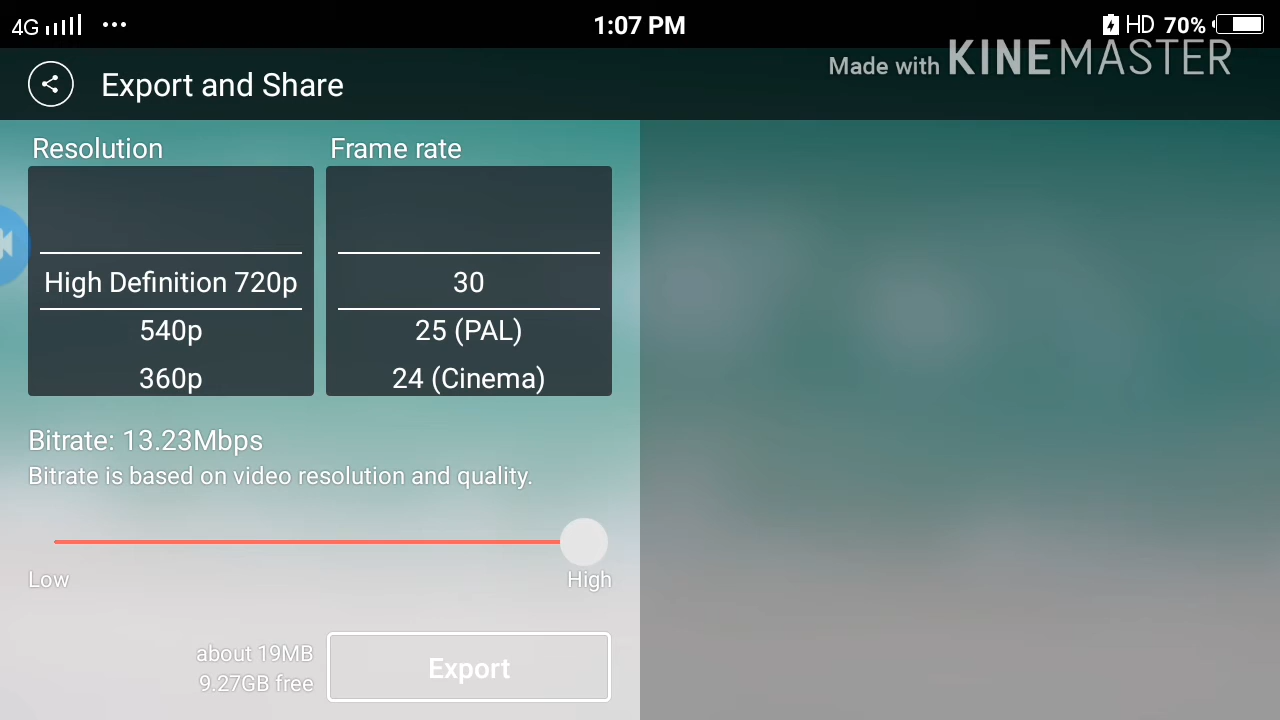 4G 1:07 PM HD 70%
Made with KINEMASTER
Export and Share
Resolution Frame rate
High Definition 720p 30
540p 25 (PAL)
360p 24 (Cinema)
Bitrate: 13.23Mbps
Bitrate is based on video resolution and quality.
Low High
about 19MB
9.27GB free
Export